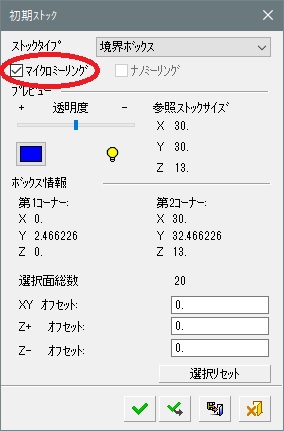 初期ストック
ストックタイプ 境界ボックス
マイクロミーリング ナノミーリング
プレビュー
+ 透明度 - 参照ストックサイズ
X 30.
Y 30.
Z 13.
ボックス情報
第1コーナー: 第2コーナー:
X 0. X 30.
Y 2.466226 Y 32.466226
Z 0. Z 13.
選択面総数 20
XY オフセット: 0.
Z+ オフセット: 0.
Z- オフセット: 0.
選択リセット